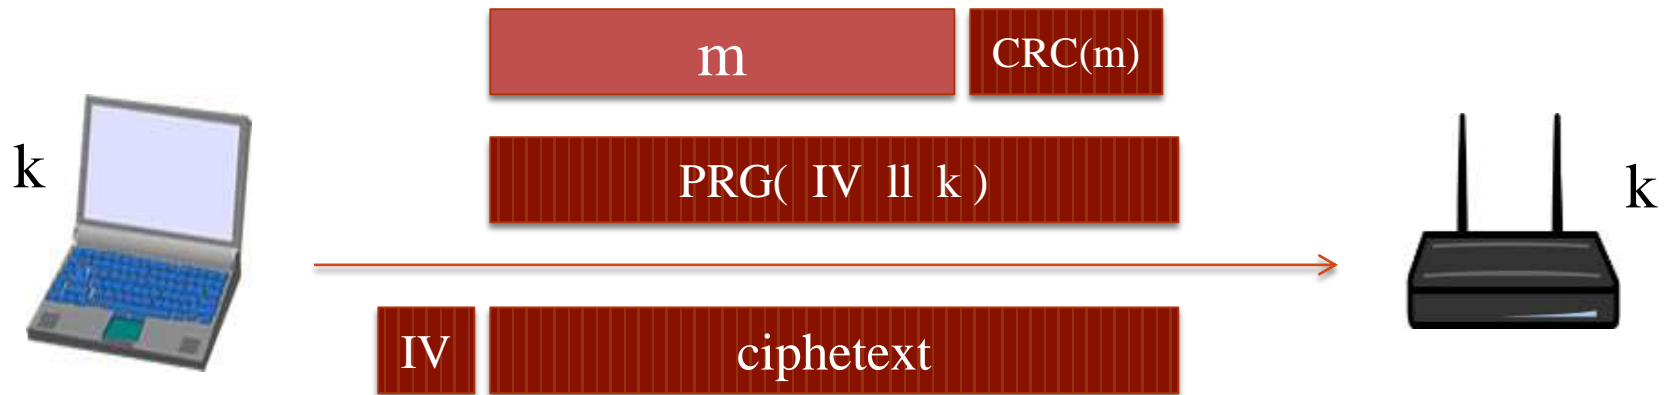 m CRC(m)
k PRG( IV ll k ) k
IV ciphetext